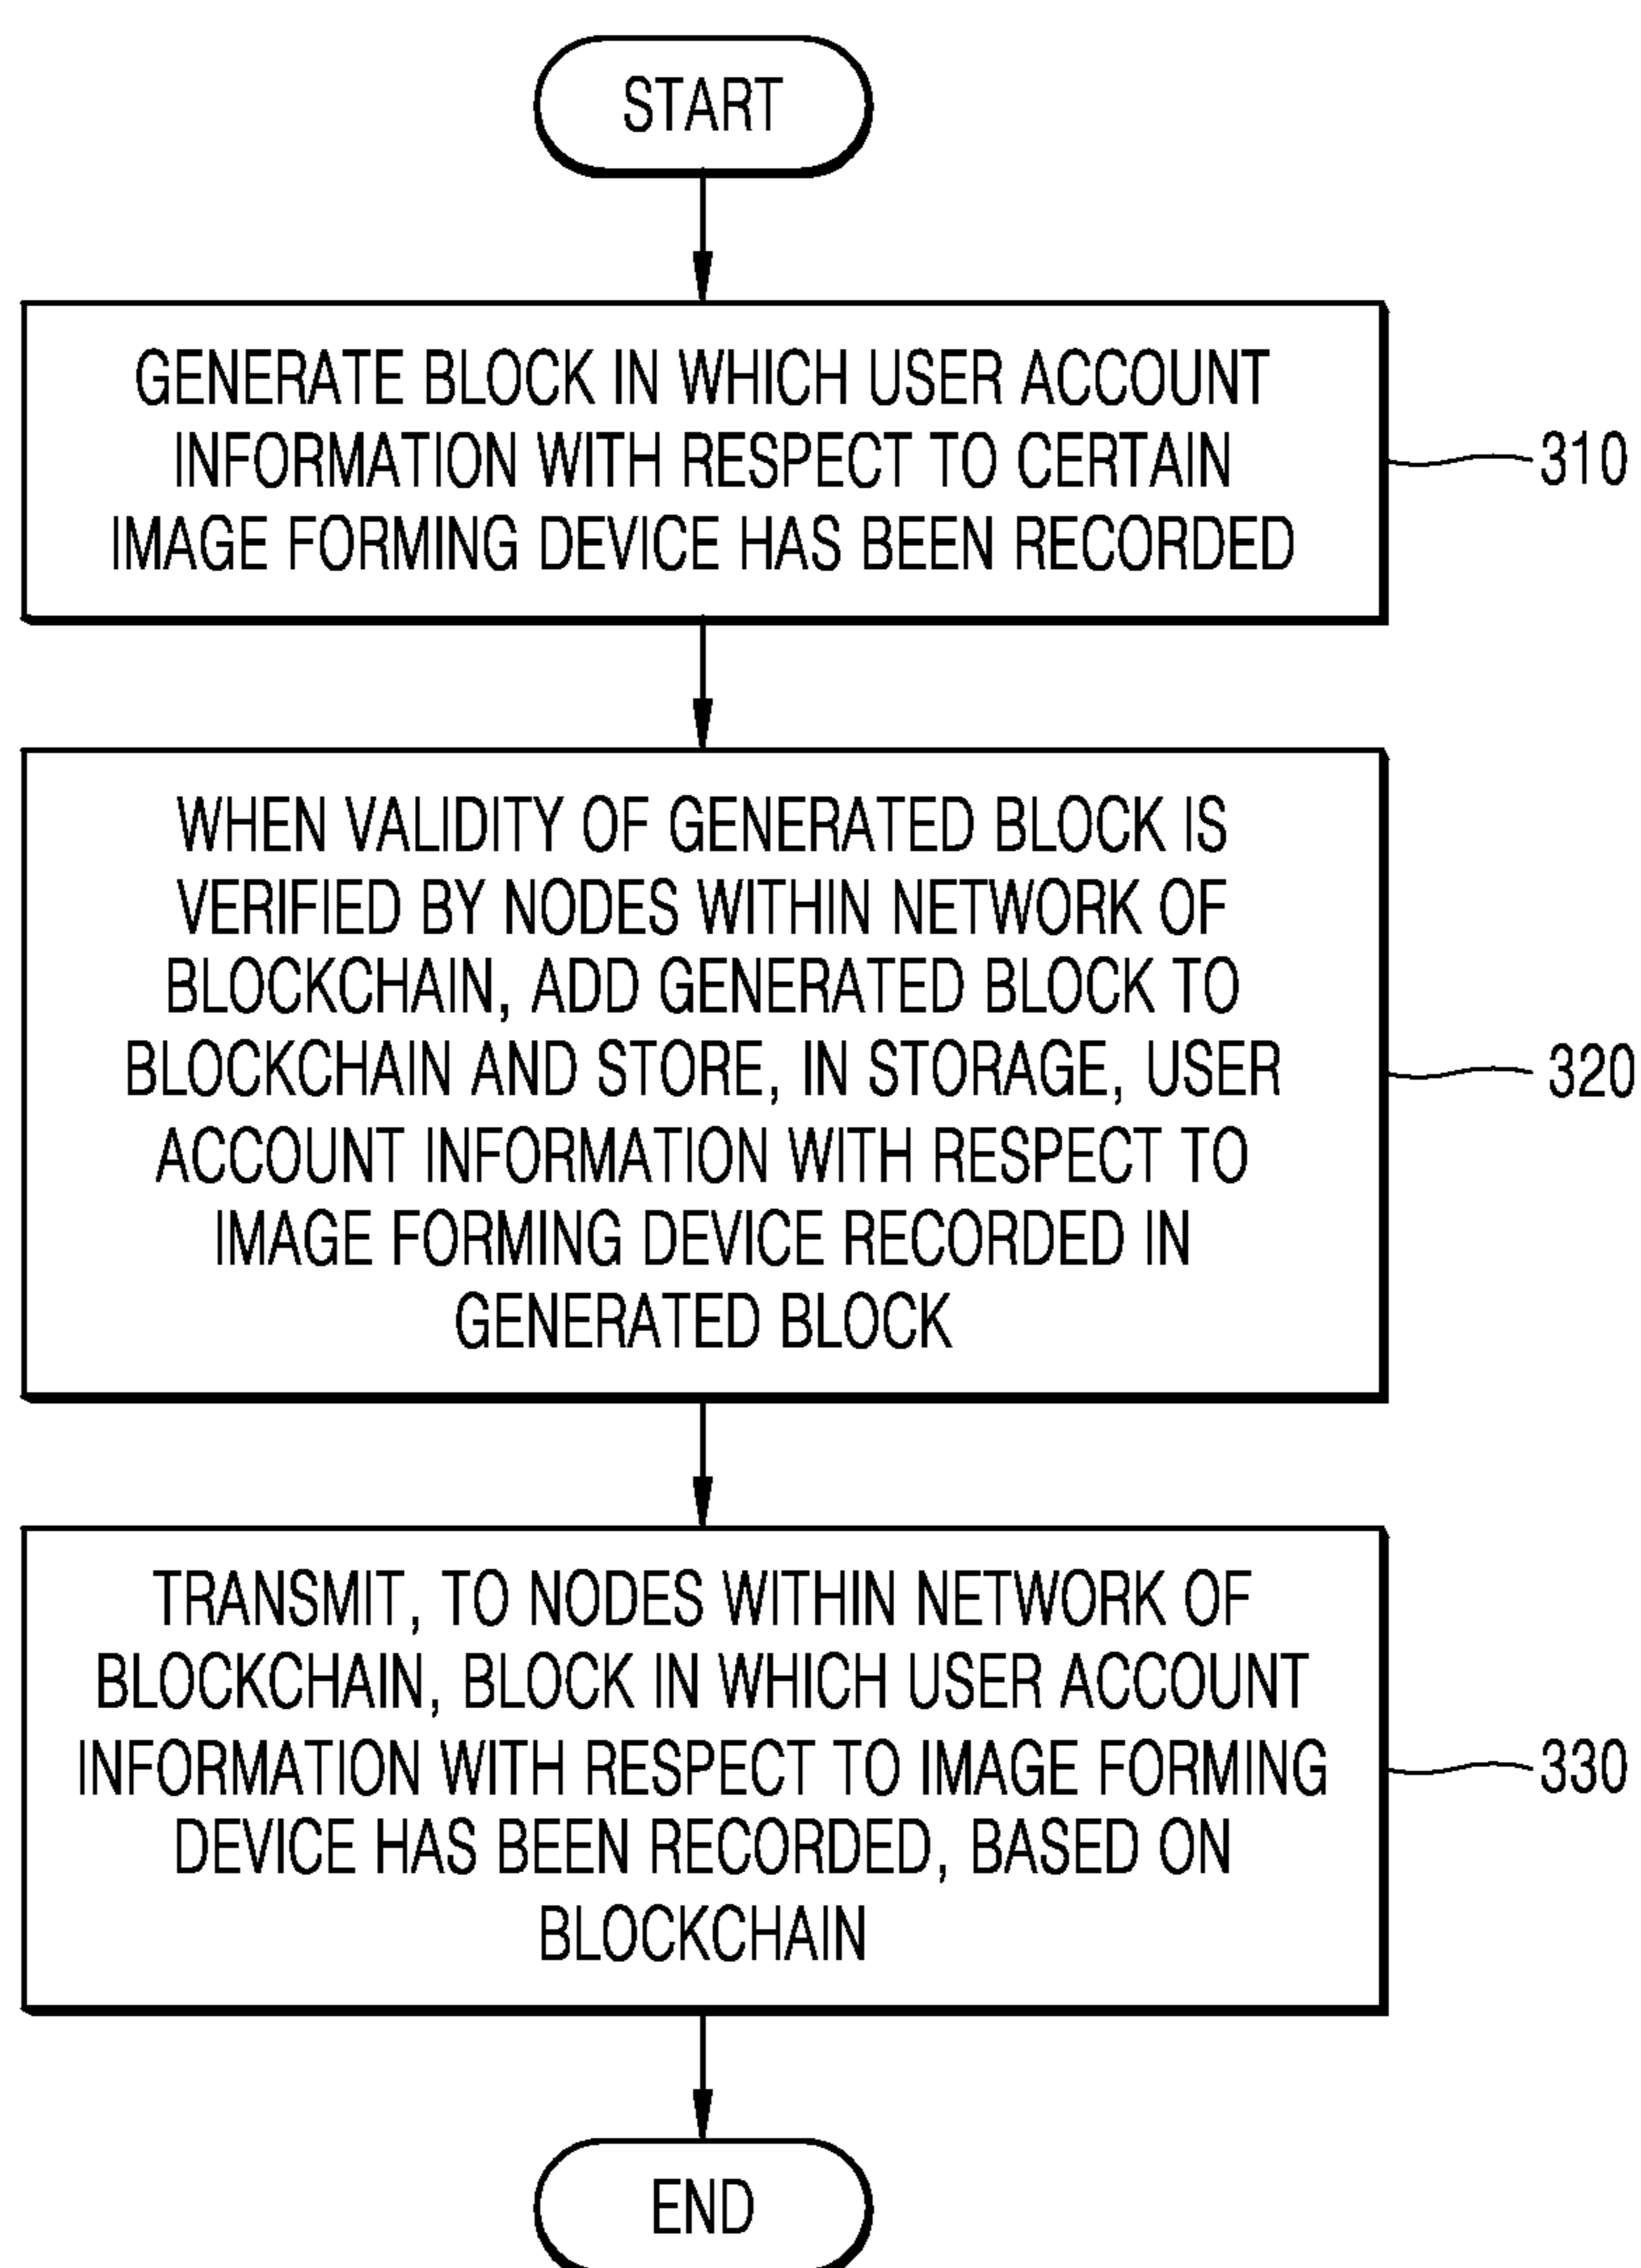 START
GENERATE BLOCK IN WHICH USER ACCOUNT
INFORMATION WITH RESPECT TO CERTAIN
IMAGE FORMING DEVICE HAS BEEN RECORDED
310
WHEN VALIDITY OF GENERATED BLOCK IS
VERIFIED BY NODES WITHIN NETWORK OF
BLOCKCHAIN, ADD GENERATED BLOCK TO
BLOCKCHAIN AND STORE, IN STORAGE, USER
ACCOUNT INFORMATION WITH RESPECT TO
IMAGE FORMING DEVICE RECORDED IN
GENERATED BLOCK
320
TRANSMIT, TO NODES WITHIN NETWORK OF
BLOCKCHAIN, BLOCK IN WHICH USER ACCOUNT
INFORMATION WITH RESPECT TO IMAGE FORMING
DEVICE HAS BEEN RECORDED, BASED ON
BLOCKCHAIN
330
END